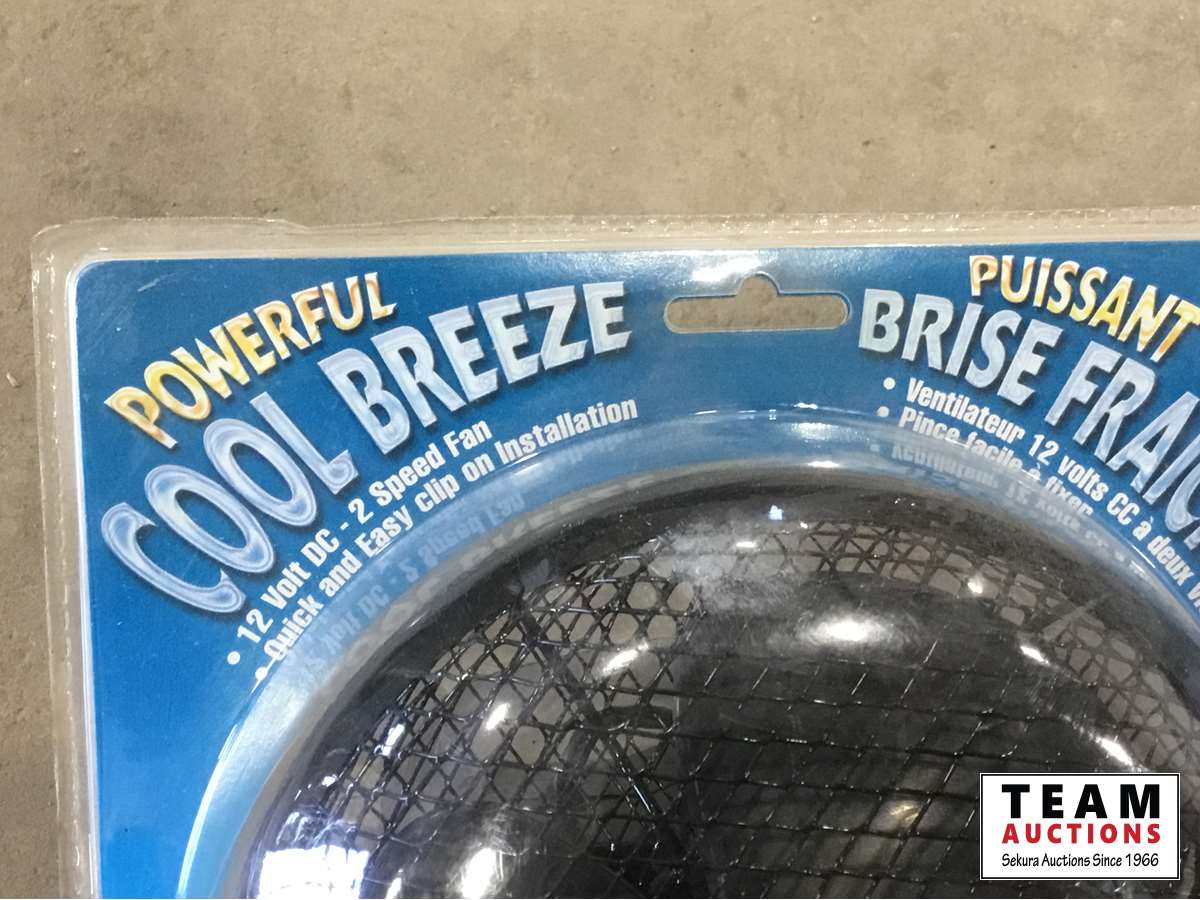 POWERFUL
COOL BREEZE
• 12 Volt DC - 2 Speed Fan
• Quick and Easy clip on Installation
PUISSANT
BRISE
• Ventilateur 12 volts CC à deux
• Pince facile à fixer
TEAM
AUCTIONS
Sekura Auctions Since 1966